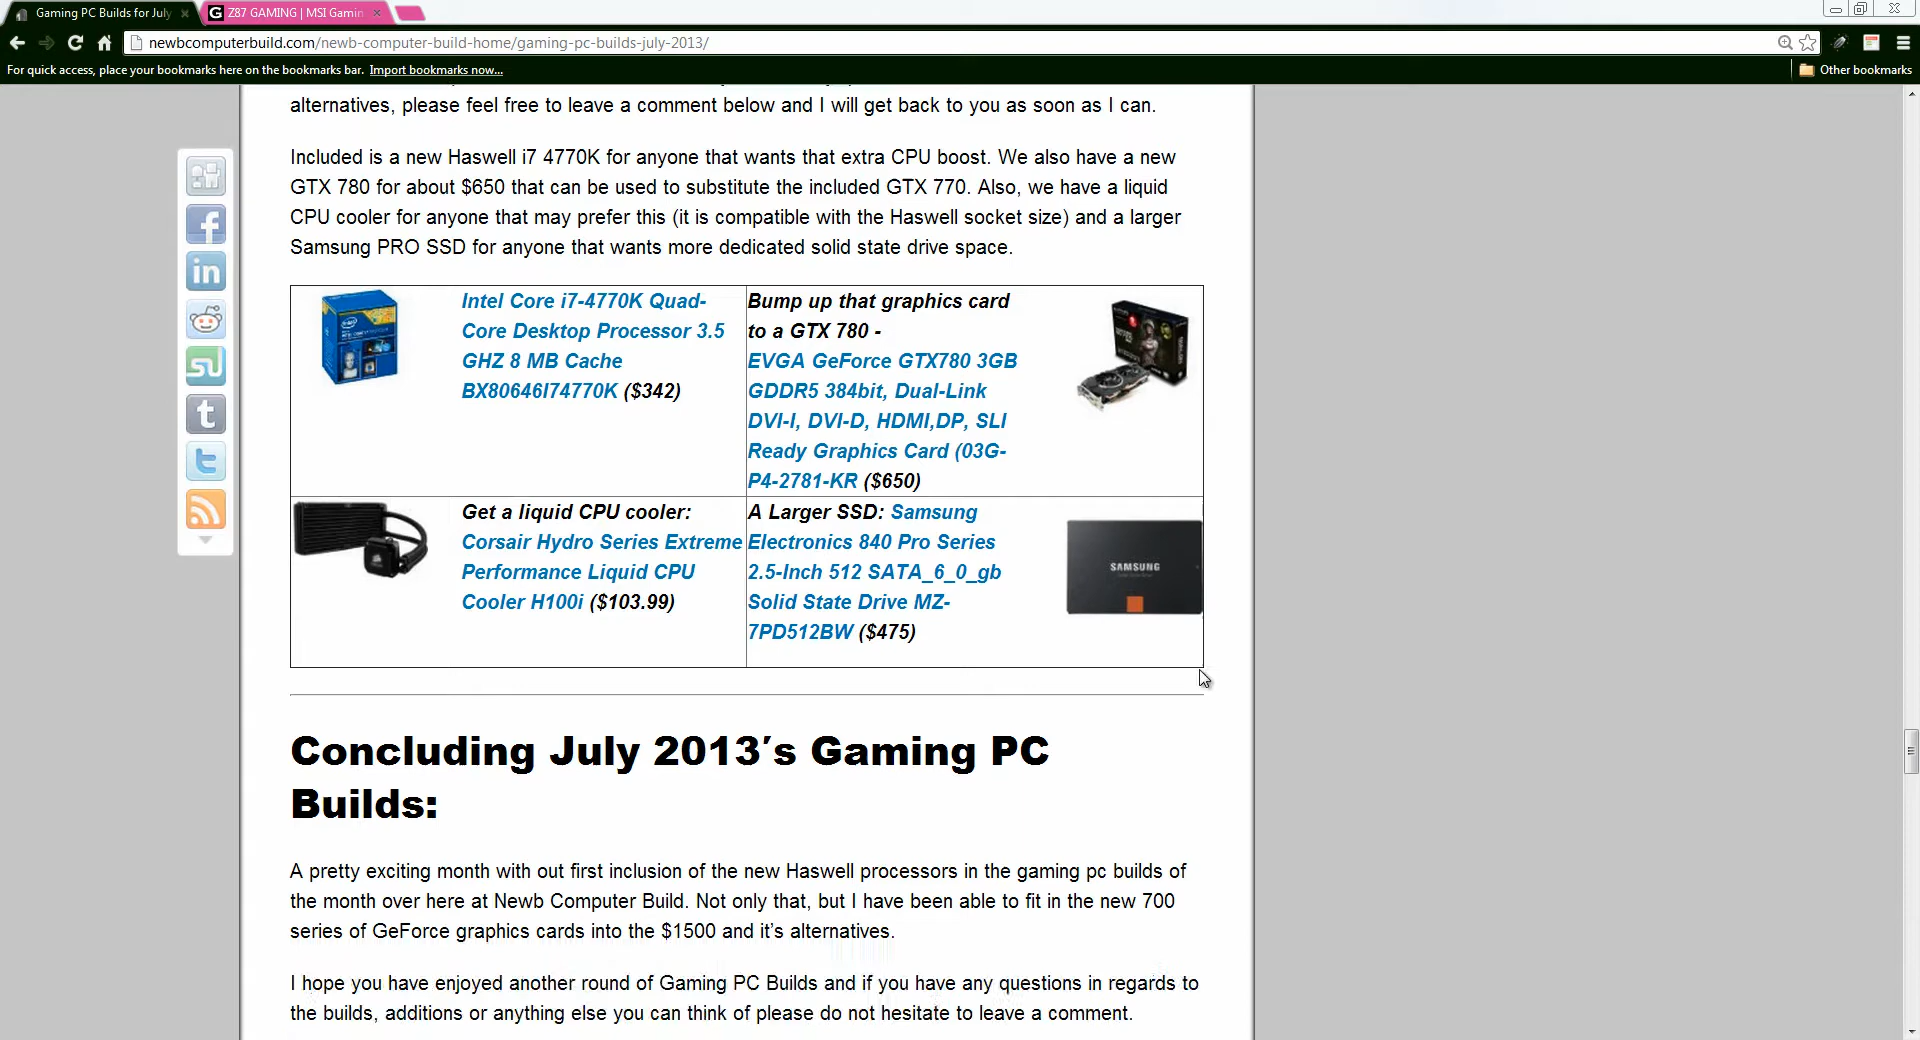 Gaming PC Builds for July
Z87 GAMING | MSI Gamin
newbcomputerbuild.com/newb-computer-build-home/gaming-pc-builds-july-2013/
For quick access, place your bookmarks here on the bookmarks bar. Import bookmarks now...
Other bookmarks
alternatives, please feel free to leave a comment below and I will get back to you as soon as I can.
Included is a new Haswell i7 4770K for anyone that wants that extra CPU boost. We also have a new
GTX 780 for about $650 that can be used to substitute the included GTX 770. Also, we have a liquid
CPU cooler for anyone that may prefer this (it is compatible with the Haswell socket size) and a larger
Samsung PRO SSD for anyone that wants more dedicated solid state drive space.
Intel Core i7-4770K Quad-
Core Desktop Processor 3.5
GHZ 8 MB Cache
BX80646I74770K ($342)
Bump up that graphics card
to a GTX 780 -
EVGA GeForce GTX780 3GB
GDDR5 384bit, Dual-Link
DVI-I, DVI-D, HDMI,DP, SLI
Ready Graphics Card (03G-
P4-2781-KR ($650)
Get a liquid CPU cooler:
Corsair Hydro Series Extreme
Performance Liquid CPU
Cooler H100i ($103.99)
A Larger SSD: Samsung
Electronics 840 Pro Series
2.5-Inch 512 SATA_6_0_gb
Solid State Drive MZ-
7PD512BW ($475)
SAMSUNG
Concluding July 2013′s Gaming PC
Builds:
A pretty exciting month with out first inclusion of the new Haswell processors in the gaming pc builds of
the month over here at Newb Computer Build. Not only that, but I have been able to fit in the new 700
series of GeForce graphics cards into the $1500 and it’s alternatives.
I hope you have enjoyed another round of Gaming PC Builds and if you have any questions in regards to
the builds, additions or anything else you can think of please do not hesitate to leave a comment.